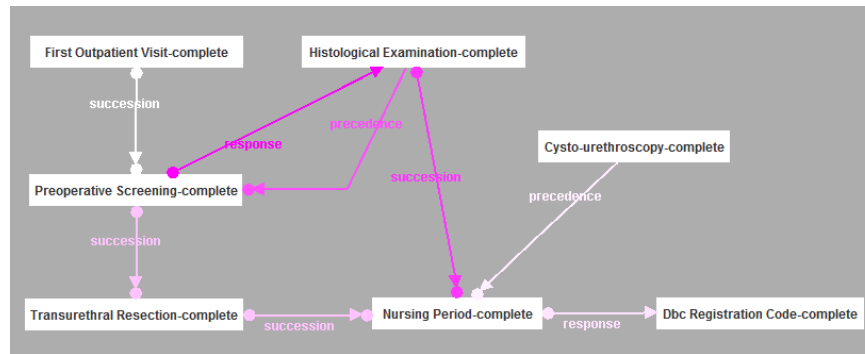 First Outpatient Visit-complete
Histological Examination-complete
succession
precedence
response
Cysto-urethroscopy-complete
Preoperative Screening-complete
succession
precedence
succession
Transurethral Resection-complete
succession
Nursing Period-complete
response
Dbc Registration Code-complete